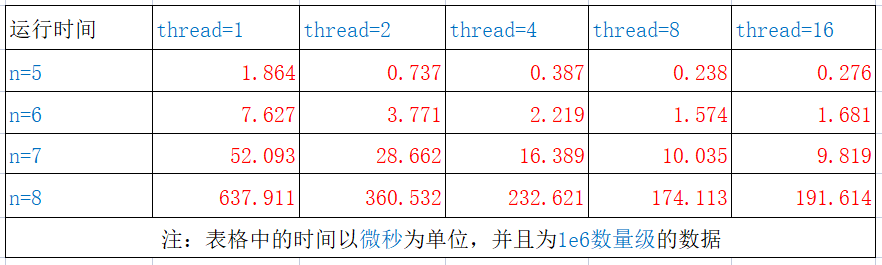 运行时间 thread=1 thread=2 thread=4 thread=8 thread=16
n=5 1.864 0.737 0.387 0.238 0.276
n=6 7.627 3.771 2.219 1.574 1.681
n=7 52.093 28.662 16.389 10.035 9.819
n=8 637.911 360.532 232.621 174.113 191.614
注：表格中的时间以微秒为单位，并且为1e6数量级的数据